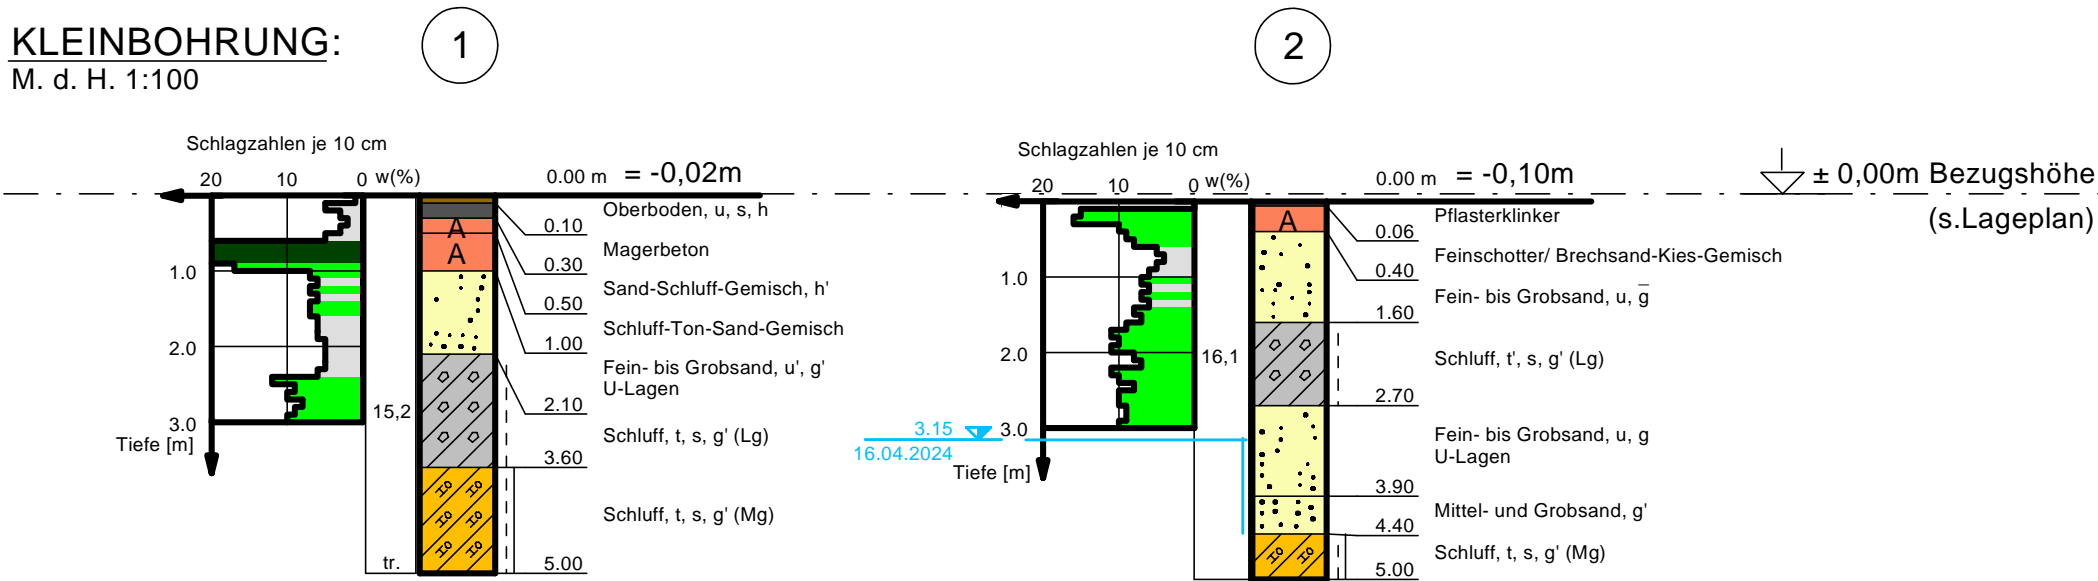 KLEINBOHRUNG:
M. d. H. 1:100
1
2
Schlagzahlen je 10 cm
20 10 0 w(%)
0.00 m = -0,02m
Oberboden, u, s, h
0.10
Magerbeton
0.30
Sand-Schluff-Gemisch, h'
0.50
Schluff-Ton-Sand-Gemisch
1.00
Fein- bis Grobsand, u', g'
U-Lagen
2.10
Schluff, t, s, g' (Lg)
3.60
Schluff, t, s, g' (Mg)
5.00
A
A
1.0
2.0
3.0
Tiefe [m]
15,2
tr.
Schlagzahlen je 10 cm
20 10 0 w(%)
0.00 m = -0,10m
Pflasterklinker
0.06
Feinschotter/ Brechsand-Kies-Gemisch
0.40
Fein- bis Grobsand, u, g̅
1.60
Schluff, t', s, g' (Lg)
2.70
Fein- bis Grobsand, u, g
U-Lagen
3.90
Mittel- und Grobsand, g'
4.40
Schluff, t, s, g' (Mg)
5.00
A
1.0
2.0
3.0
Tiefe [m]
16,1
3.15
16.04.2024
± 0,00m Bezugshöhe
(s.Lageplan)